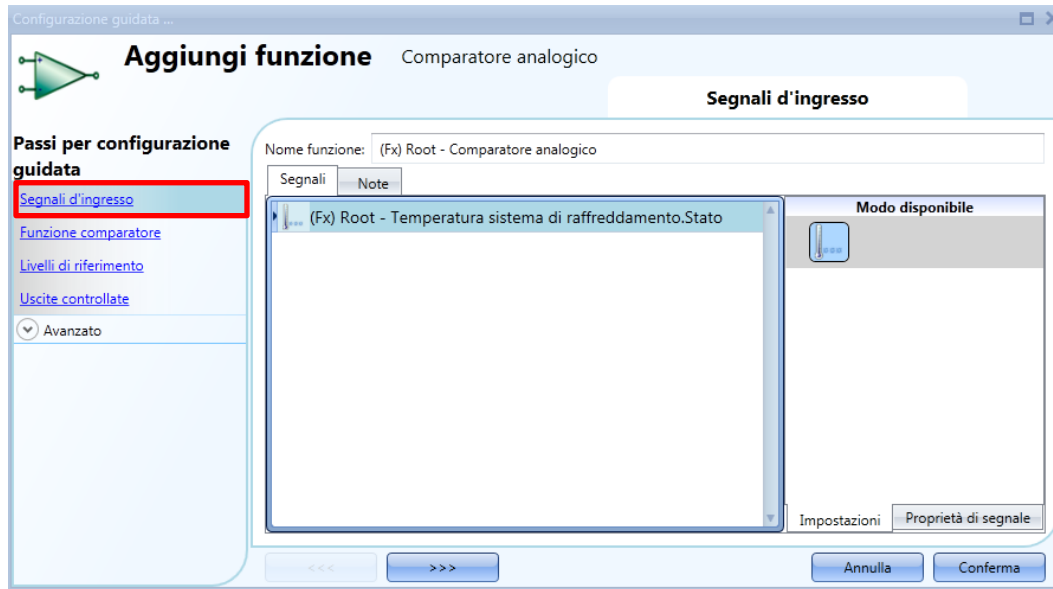 Configurazione guidata ...
Aggiungi funzione Comparatore analogico
Segnali d'ingresso
Passi per configurazione
guidata
Segnali d'ingresso
Funzione comparatore
Livelli di riferimento
Uscite controllate
Avanzato
Nome funzione: (Fx) Root - Comparatore analogico
Segnali Note
(Fx) Root - Temperatura sistema di raffreddamento.Stato
Modo disponibile
Impostazioni Proprietà di segnale
<<< >>> Annulla Conferma